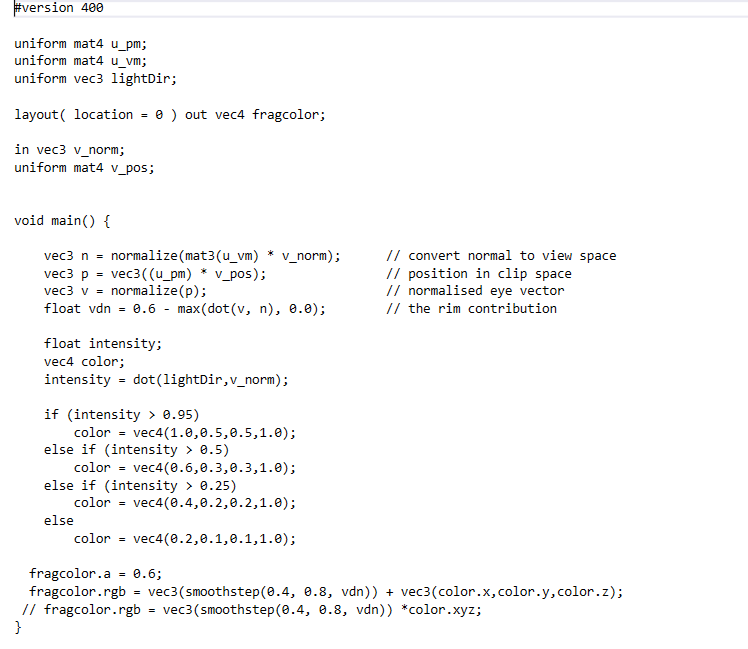 #version 400
uniform mat4 u_pm;
uniform mat4 u_vm;
uniform vec3 lightDir;
layout( location = 0 ) out vec4 fragcolor;
in vec3 v_norm;
uniform mat4 v_pos;
void main() {
vec3 n = normalize(mat3(u_vm) * v_norm); // convert normal to view space
vec3 p = vec3((u_pm) * v_pos); // position in clip space
vec3 v = normalize(p); // normalised eye vector
float vdn = 0.6 - max(dot(v, n), 0.0); // the rim contribution
float intensity;
vec4 color;
intensity = dot(lightDir,v_norm);
if (intensity > 0.95)
color = vec4(1.0,0.5,0.5,1.0);
else if (intensity > 0.5)
color = vec4(0.6,0.3,0.3,1.0);
else if (intensity > 0.25)
color = vec4(0.4,0.2,0.2,1.0);
else
color = vec4(0.2,0.1,0.1,1.0);
fragcolor.a = 0.6;
fragcolor.rgb = vec3(smoothstep(0.4, 0.8, vdn)) + vec3(color.x,color.y,color.z);
// fragcolor.rgb = vec3(smoothstep(0.4, 0.8, vdn)) *color.xyz;
}